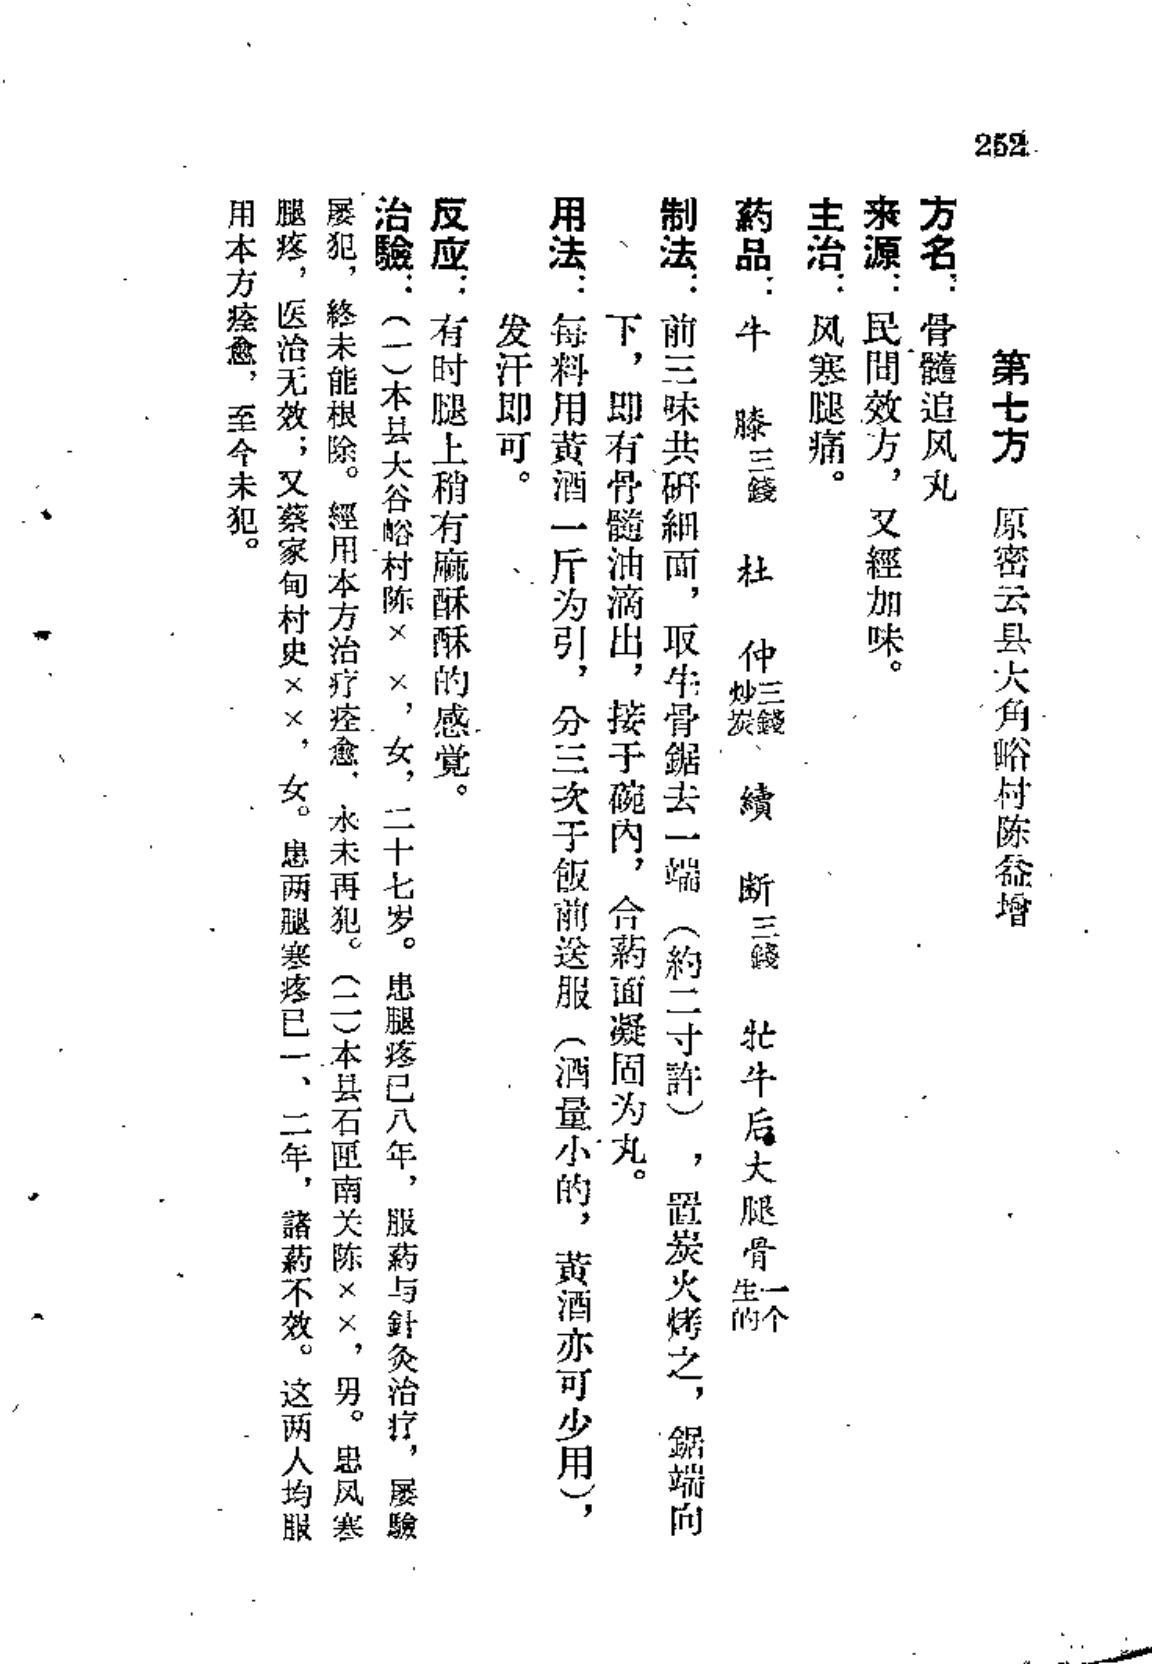 252
第七方　原密云县大角峪村陈益增
方名：骨髓追风丸
来源：民間效方，又經加味。
主治：风寒腿痛。
药品：牛膝三錢　杜仲三錢炒炭　續断三錢　牡牛后大腿骨一个生的
制法：前三味共研細面，取牛骨鋸去一端（約二寸許），置炭火烤之，鋸端向
下，即有骨髓油滴出，接于碗內，合药面凝固为丸。
用法：每料用黃酒一斤为引，分三次于飯前送服（酒量小的，黃酒亦可少用），
发汗即可。
反应：有时腿上稍有麻酥酥的感覚。
治驗：（一）本县大谷峪村陈××，女，二十七岁。患腿疼已八年，服药与針灸治疗，屡驗
屡犯，終未能根除。經用本方治疗痊愈，永未再犯。（二）本县石匣南关陈××，男。患风寒
腿疼，医治无效；又蔡家甸村史××，女。患两腿寒疼已一、二年，諸药不效。这两人均服
用本方痊愈，至今未犯。